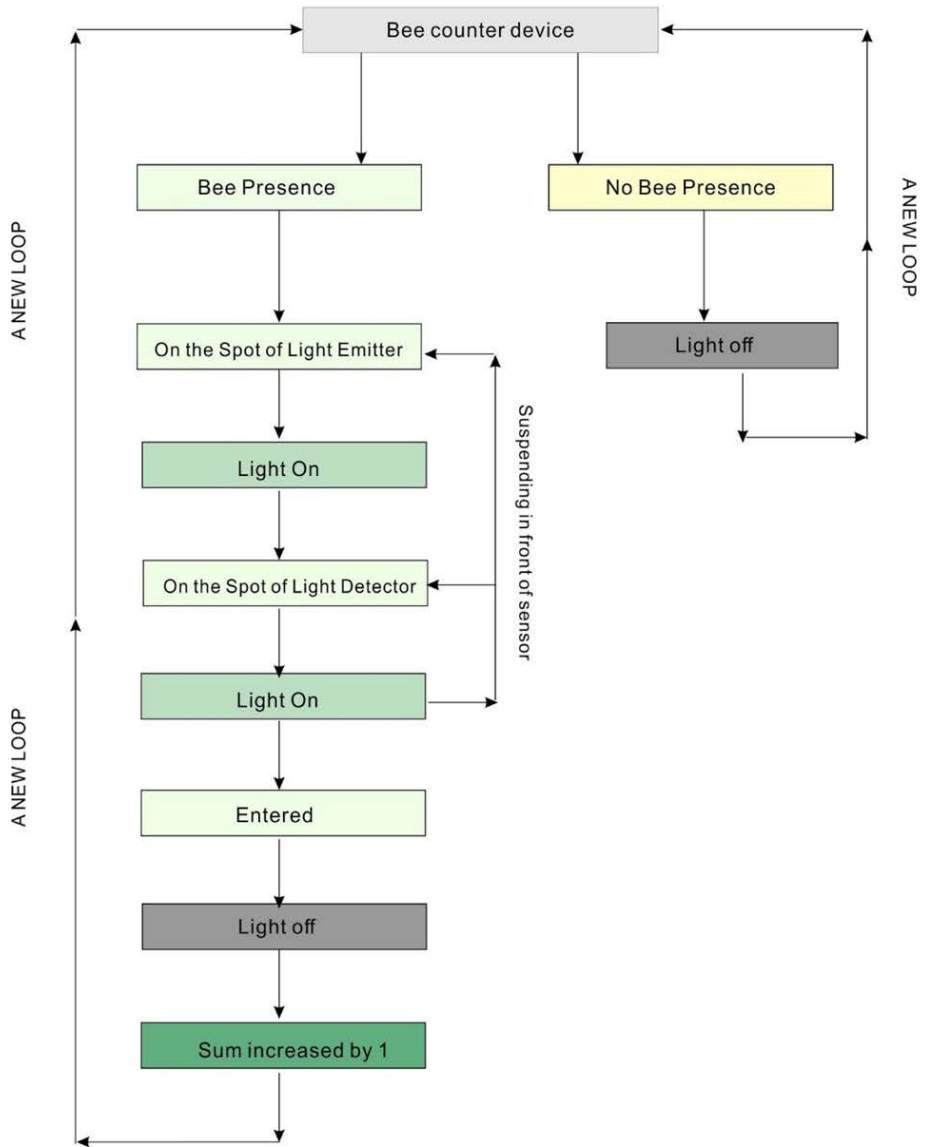 Bee counter device
Bee Presence
No Bee Presence
A NEW LOOP
A NEW LOOP
On the Spot of Light Emitter
Light off
Suspending in front of sensor
Light On
On the Spot of Light Detector
Light On
A NEW LOOP
Entered
Light off
Sum increased by 1